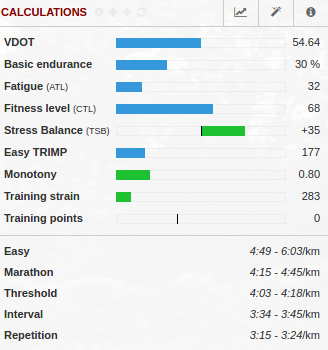 CALCULATIONS
VDOT 54.64
Basic endurance 30 %
Fatigue (ATL) 32
Fitness level (CTL) 68
Stress Balance (TSB) +35
Easy TRIMP 177
Monotony 0.80
Training strain 283
Training points 0
Easy 4:49 - 6:03/km
Marathon 4:15 - 4:45/km
Threshold 4:03 - 4:18/km
Interval 3:34 - 3:45/km
Repetition 3:15 - 3:24/km